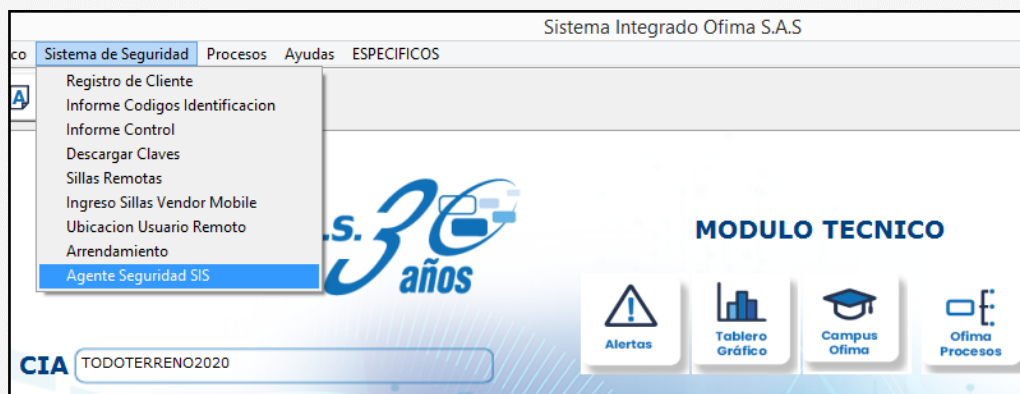 Sistema Integrado Ofima S.A.S
co Sistema de Seguridad Procesos Ayudas ESPECIFICOS
A
Registro de Cliente
Informe Codigos Identificacion
Informe Control
Descargar Claves
Sillas Remotas
Ingreso Sillas Vendor Mobile
Ubicacion Usuario Remoto
Arrendamiento
Agente Seguridad SIS
.s. 30
años
MODULO TECNICO
Alertas
Tablero
Gráfico
Campus
Ofima
Ofima
Procesos
CIA TODOTERRENO2020